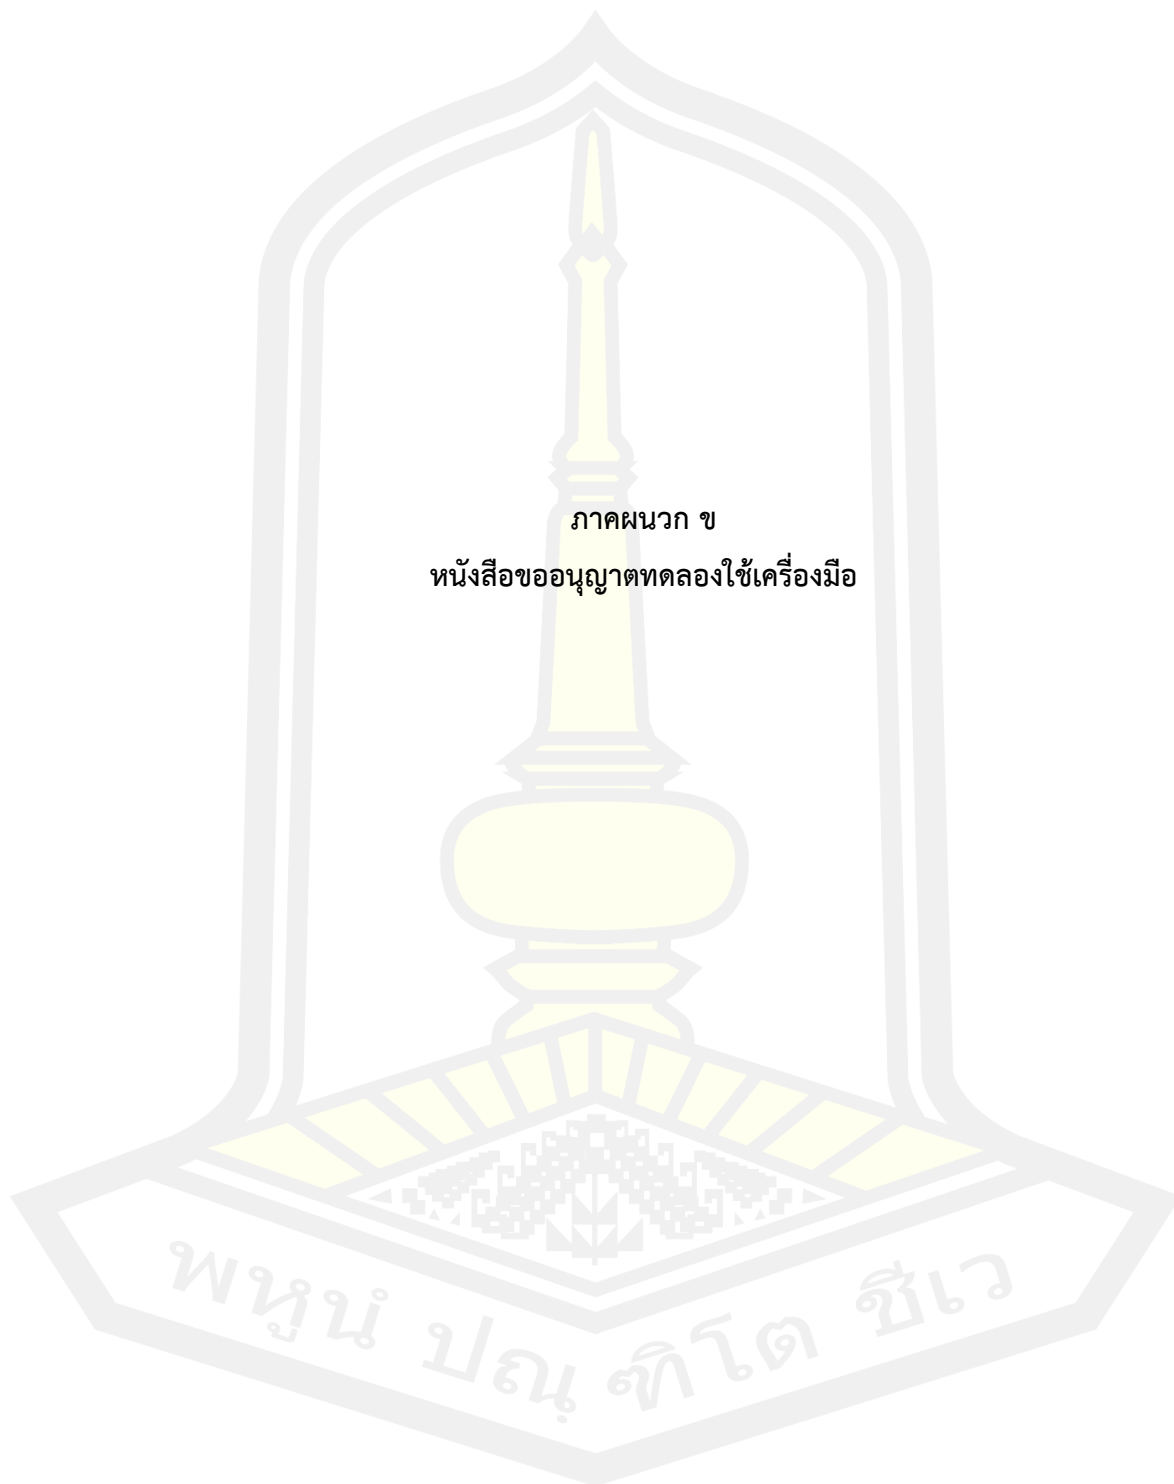 ภาคผนวก ข
หนังสือขออนุญาตทดลองใช้เครื่องมือ
พหูนํ ปณฺฑิโต ชีเว